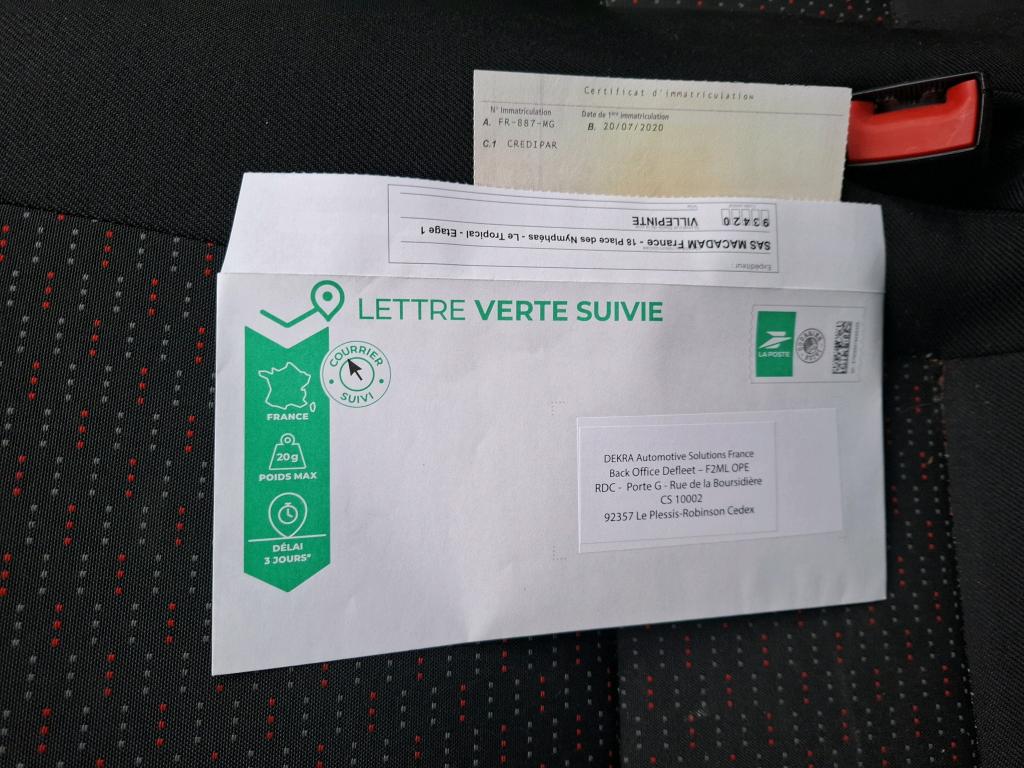 Certificat d'immatriculation
N° Immatriculation
Date de 1ère immatriculation
A. FR-887-MG
B. 20/07/2020
C.1 CREDIPAR
Expéditeur :
SAS MACADAM France - 18 Place des Nymphéas - Le Tropical - Etage 1
93420 VILLEPINTE
LETTRE VERTE SUIVIE
COURRIER SUIVI
FRANCE
20g
POIDS MAX
DÉLAI
3 JOURS*
LA POSTE
DEKRA Automotive Solutions France
Back Office Defleet – F2ML OPE
RDC - Porte G - Rue de la Boursidière
CS 10002
92357 Le Plessis-Robinson Cedex